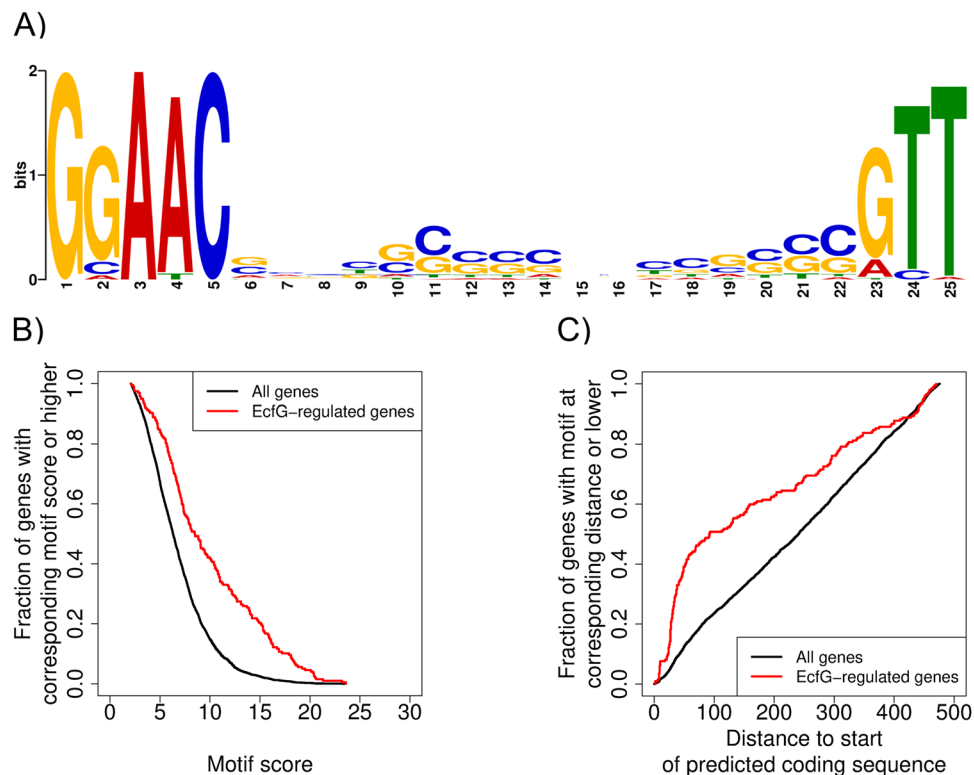 A)
2
bits
1
0
GGAACGTT
1 2 3 4 5 6 7 8 9 10 11 12 13 14 15 16 17 18 19 20 21 22 23 24 25
B)
Fraction of genes with
corresponding motif score or higher
1.0
0.8
0.6
0.4
0.2
0.0
All genes
EcfG−regulated genes
0 5 10 15 20 25 30
Motif score
C)
Fraction of genes with motif at
corresponding distance or lower
1.0
0.8
0.6
0.4
0.2
0.0
All genes
EcfG−regulated genes
0 100 200 300 400 500
Distance to start
of predicted coding sequence